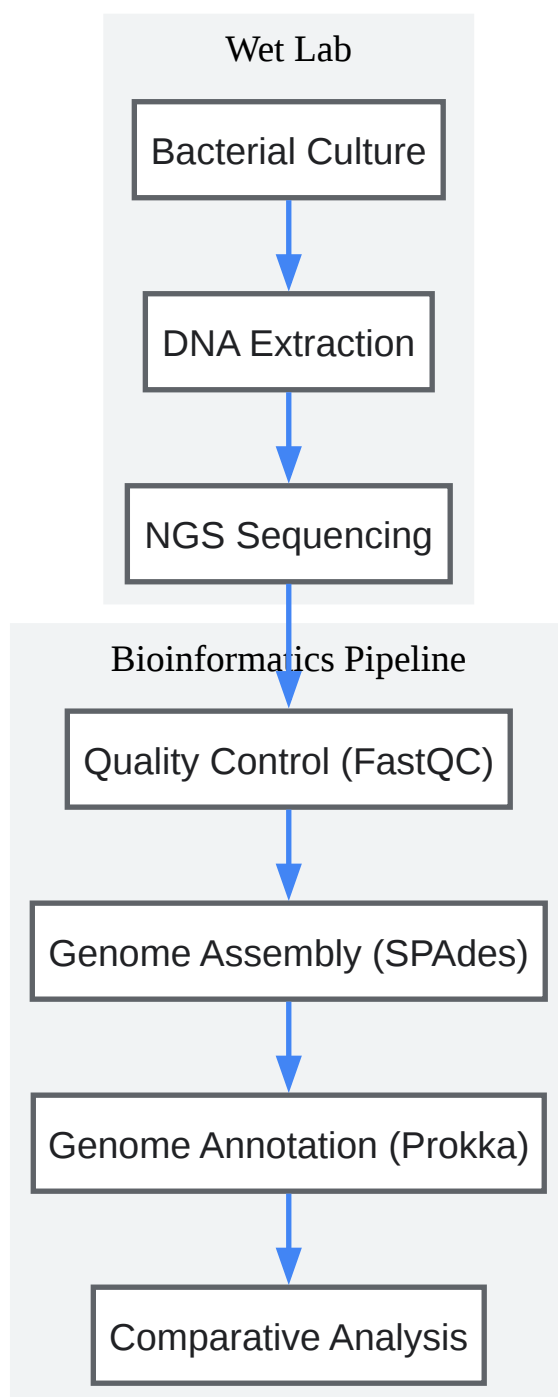 Wet Lab
Bacterial Culture
DNA Extraction
NGS Sequencing
Bioinformatics Pipeline
Quality Control (FastQC)
Genome Assembly (SPAdes)
Genome Annotation (Prokka)
Comparative Analysis